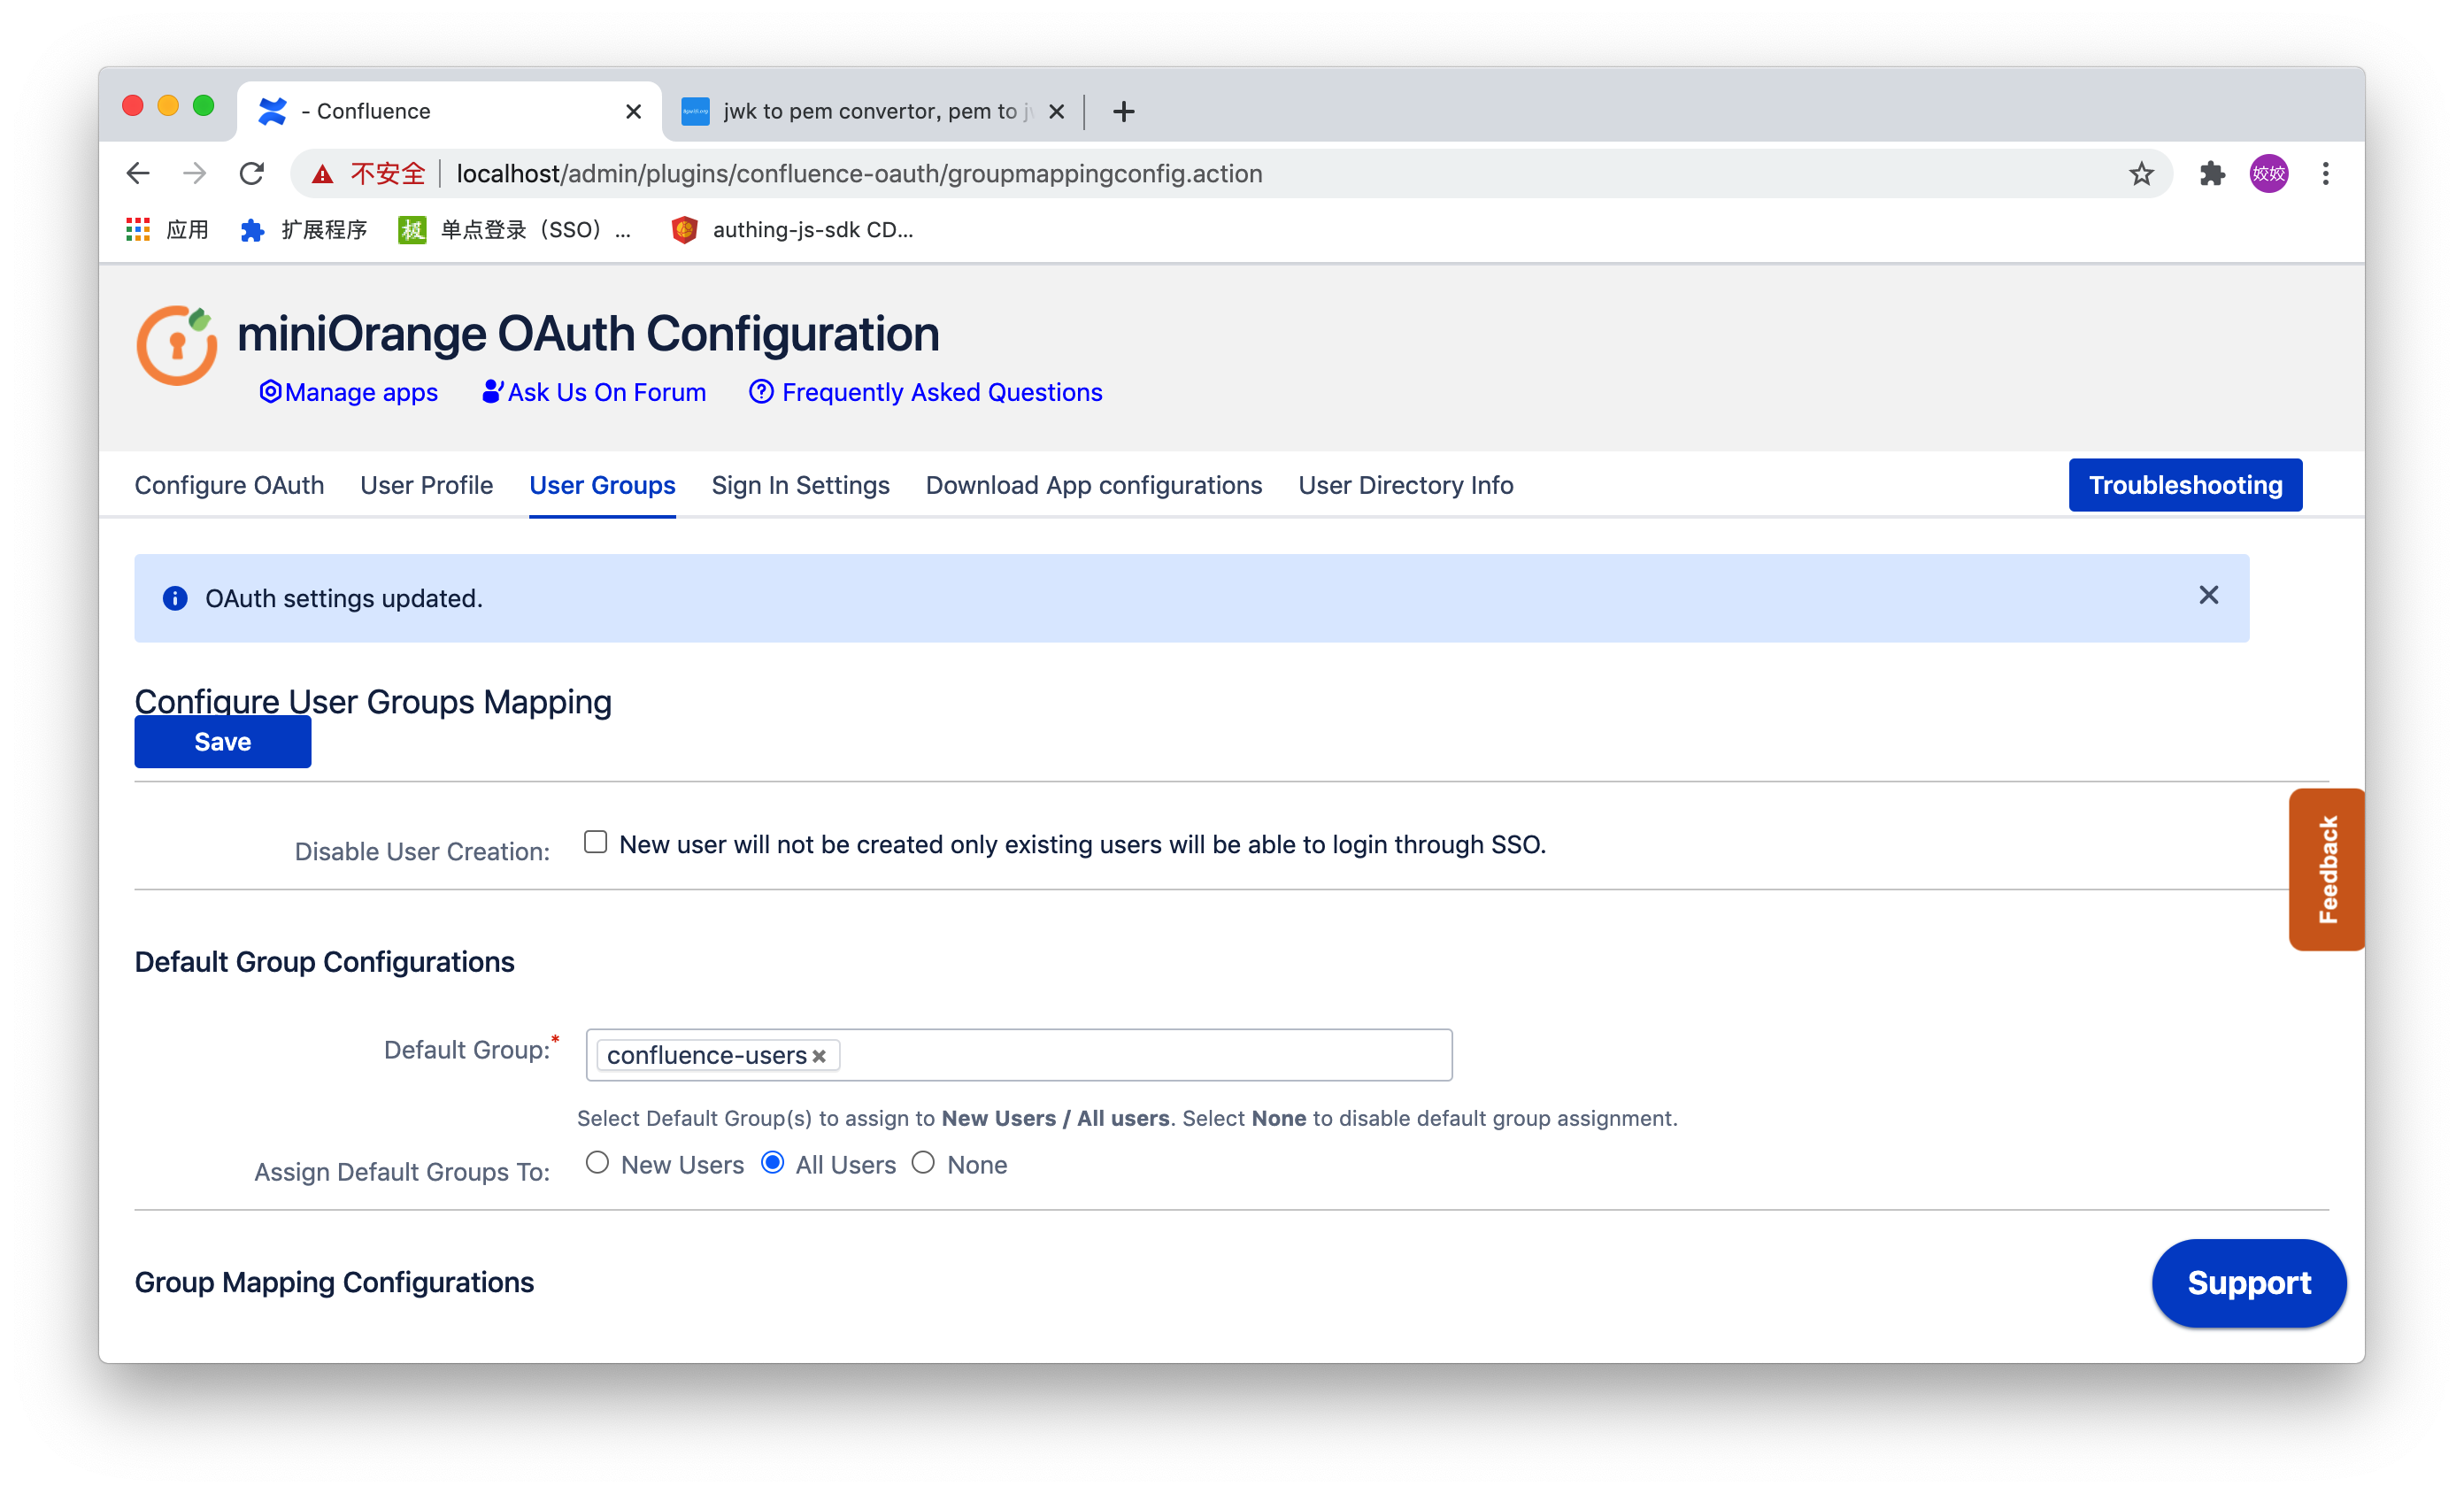 - Confluence
jwk to pem convertor, pem to
不安全 localhost/admin/plugins/confluence-oauth/groupmappingconfig.action 姣姣
应用 扩展程序 极 单点登录（SSO） ... authing-js-sdk CD...
miniOrange OAuth Configuration
Manage apps Ask Us On Forum Frequently Asked Questions
Configure OAuth User Profile User Groups Sign In Settings Download App configurations User Directory Info Troubleshooting
OAuth settings updated.
Configure User Groups Mapping
Save
Disable User Creation: New user will not be created only existing users will be able to login through SSO.
Feedback
Default Group Configurations
Default Group:* confluence-users
Select Default Group(s) to assign to New Users / All users. Select None to disable default group assignment.
Assign Default Groups To: New Users All Users None
Group Mapping Configurations
Support